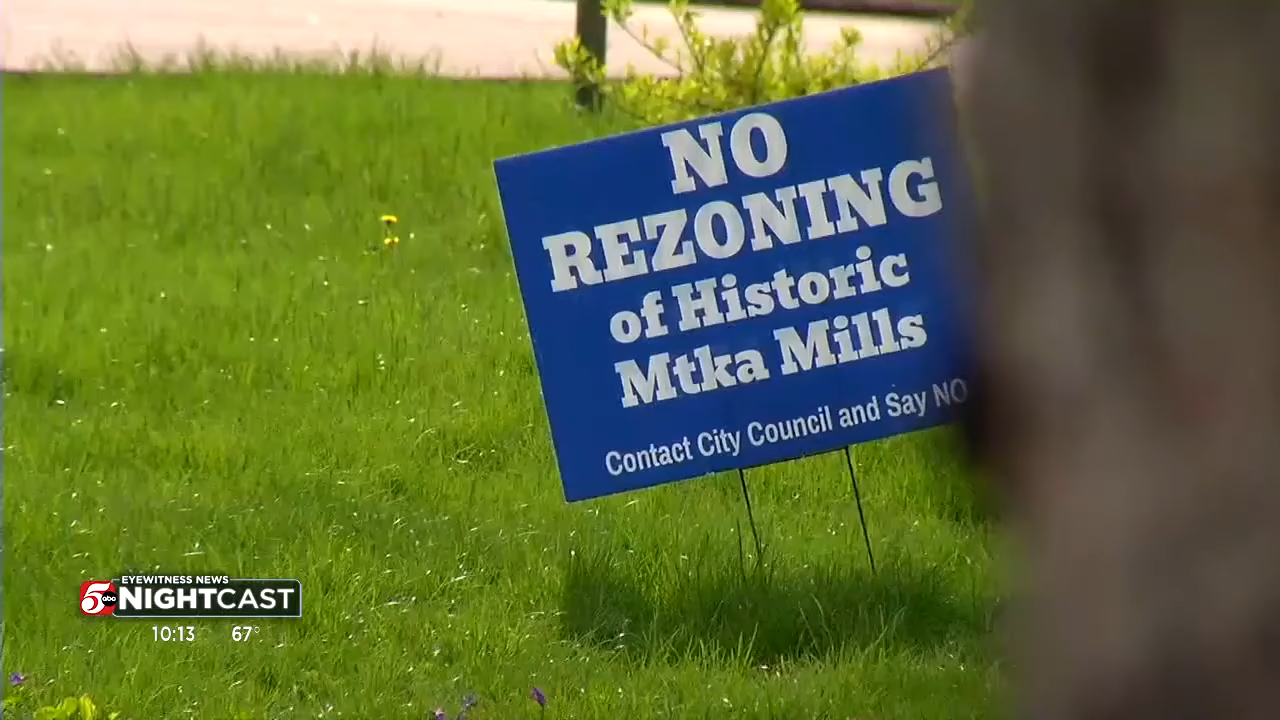 NO
REZONING
of Historic
Mtka Mills
Contact City Council and Say NO
EYEWITNESS NEWS
5 abc NIGHTCAST
10:13 67°